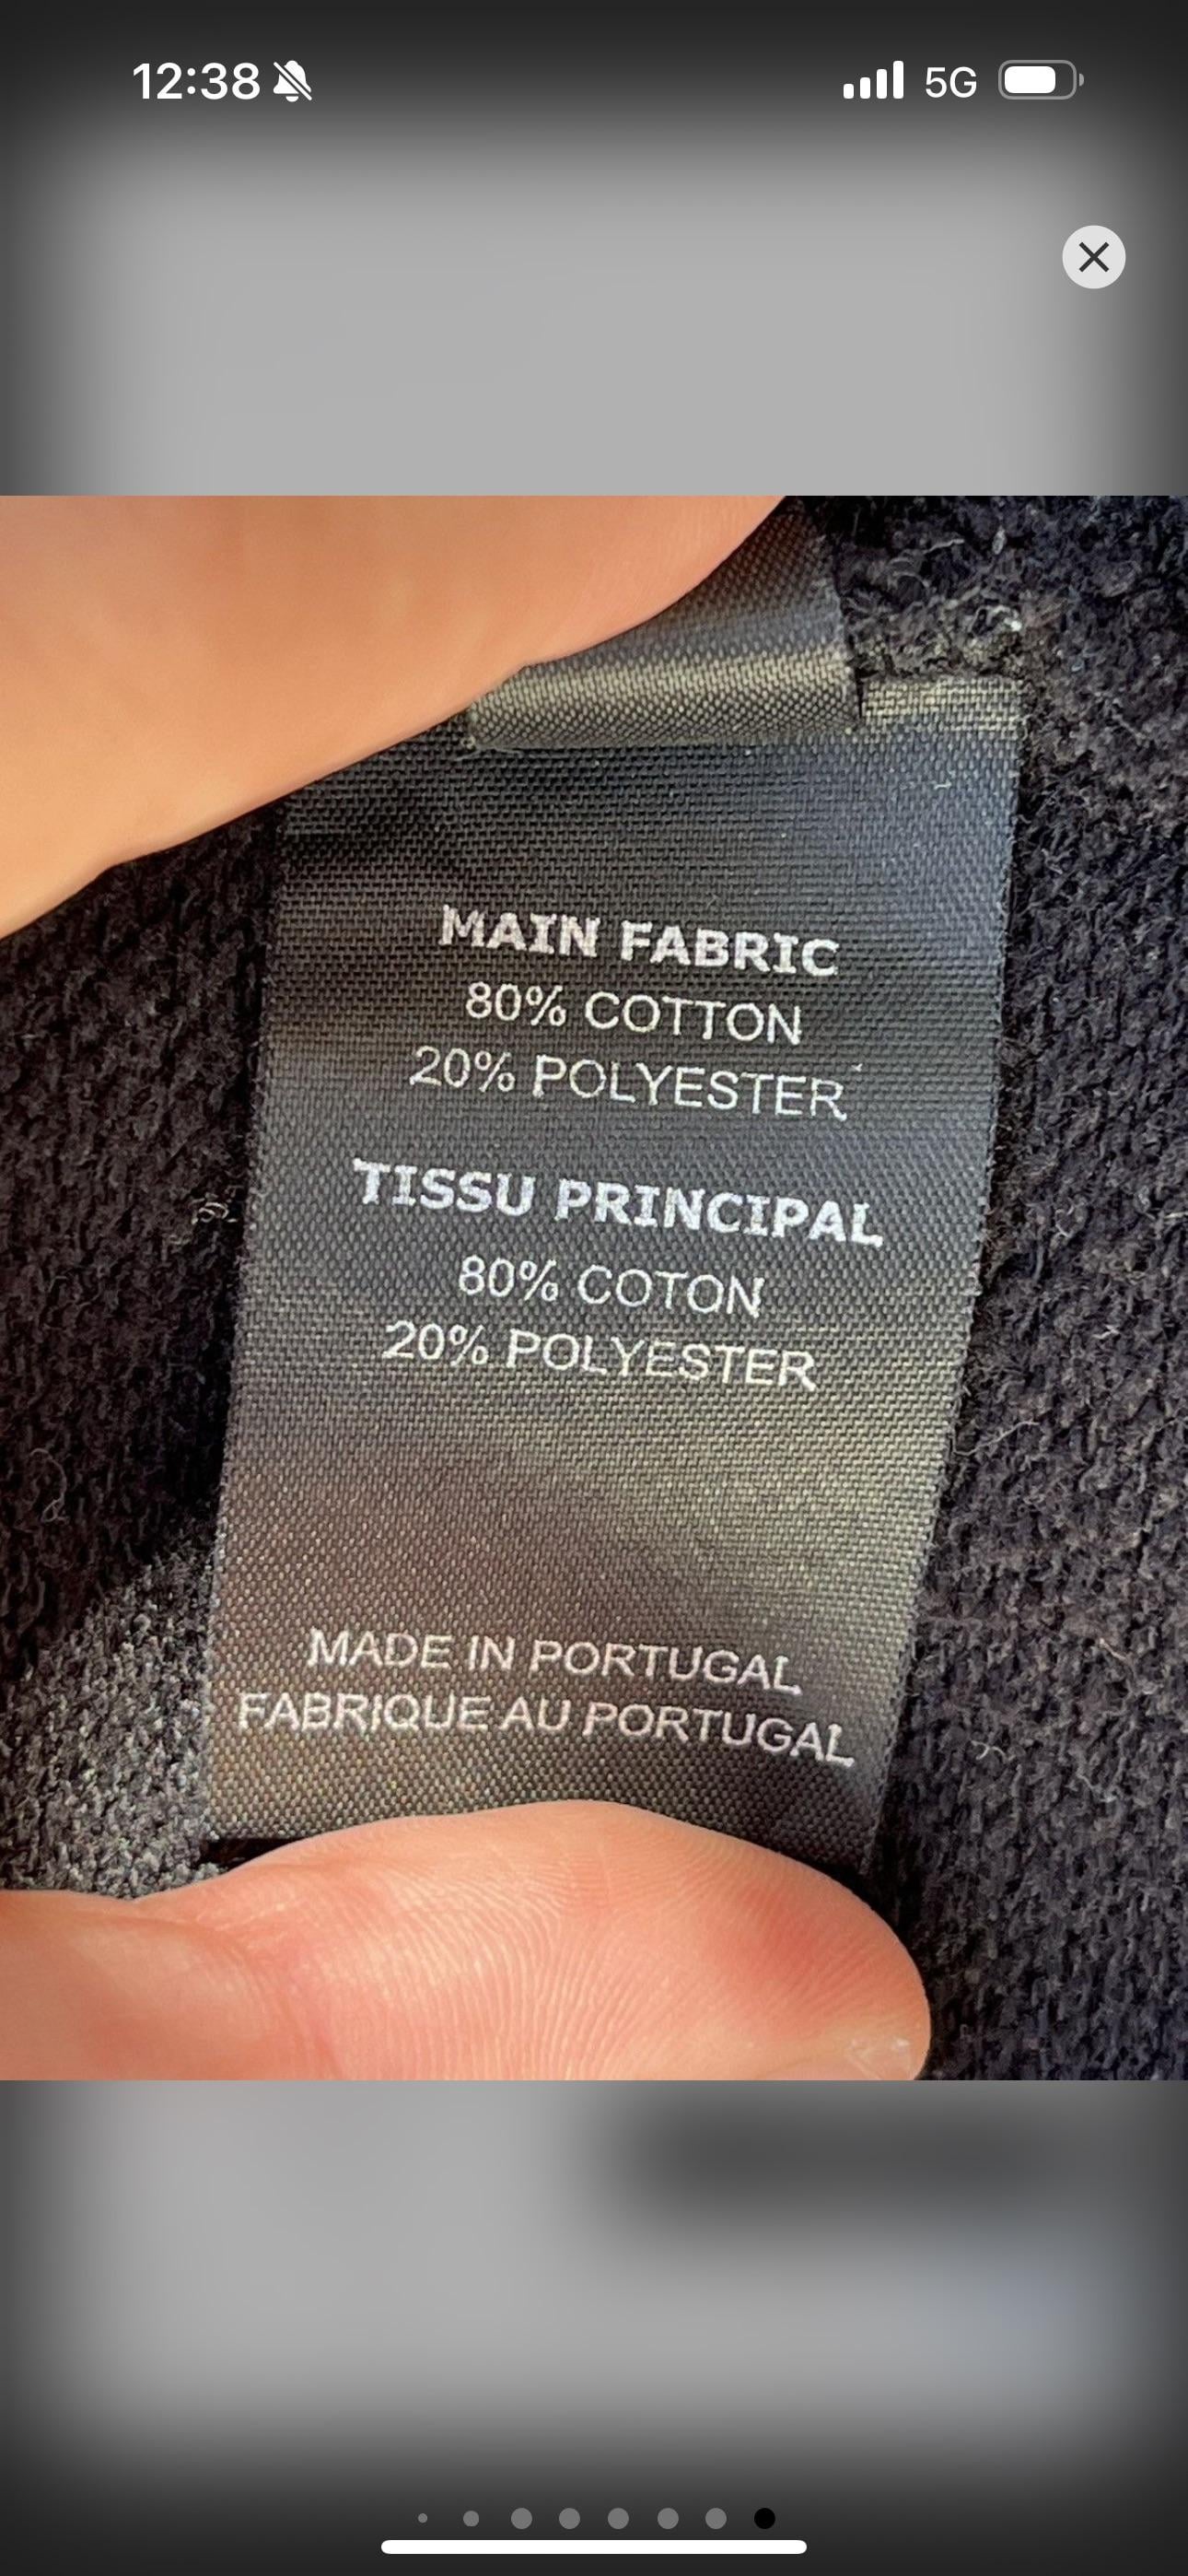 12:38
5G
MAIN FABRIC
80% COTTON
20% POLYESTER
TISSU PRINCIPAL
80% COTON
20% POLYESTER
MADE IN PORTUGAL
FABRIQUE AU PORTUGAL